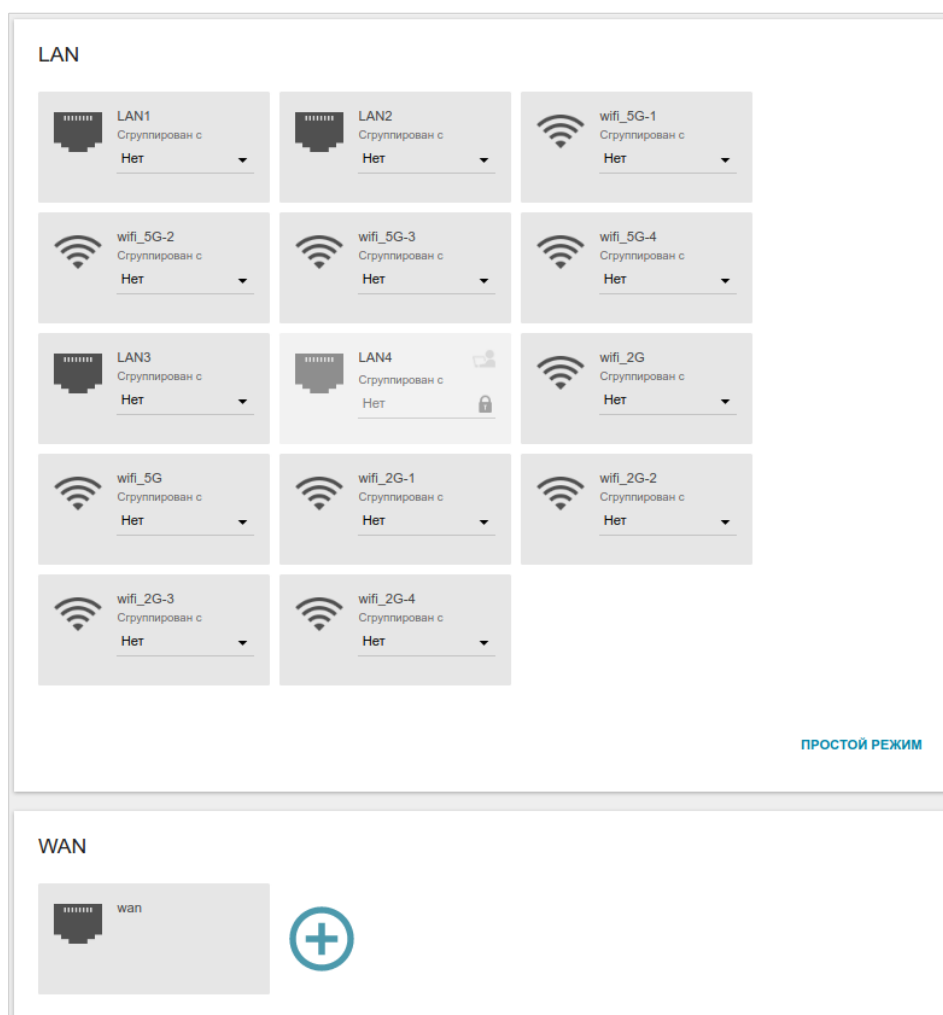 LAN
LAN1
Сгруппирован с
Нет
LAN2
Сгруппирован с
Нет
wifi_5G-1
Сгруппирован с
Нет
wifi_5G-2
Сгруппирован с
Нет
wifi_5G-3
Сгруппирован с
Нет
wifi_5G-4
Сгруппирован с
Нет
LAN3
Сгруппирован с
Нет
LAN4
Сгруппирован с
Нет
wifi_2G
Сгруппирован с
Нет
wifi_5G
Сгруппирован с
Нет
wifi_2G-1
Сгруппирован с
Нет
wifi_2G-2
Сгруппирован с
Нет
wifi_2G-3
Сгруппирован с
Нет
wifi_2G-4
Сгруппирован с
Нет
ПРОСТОЙ РЕЖИМ
WAN
wan